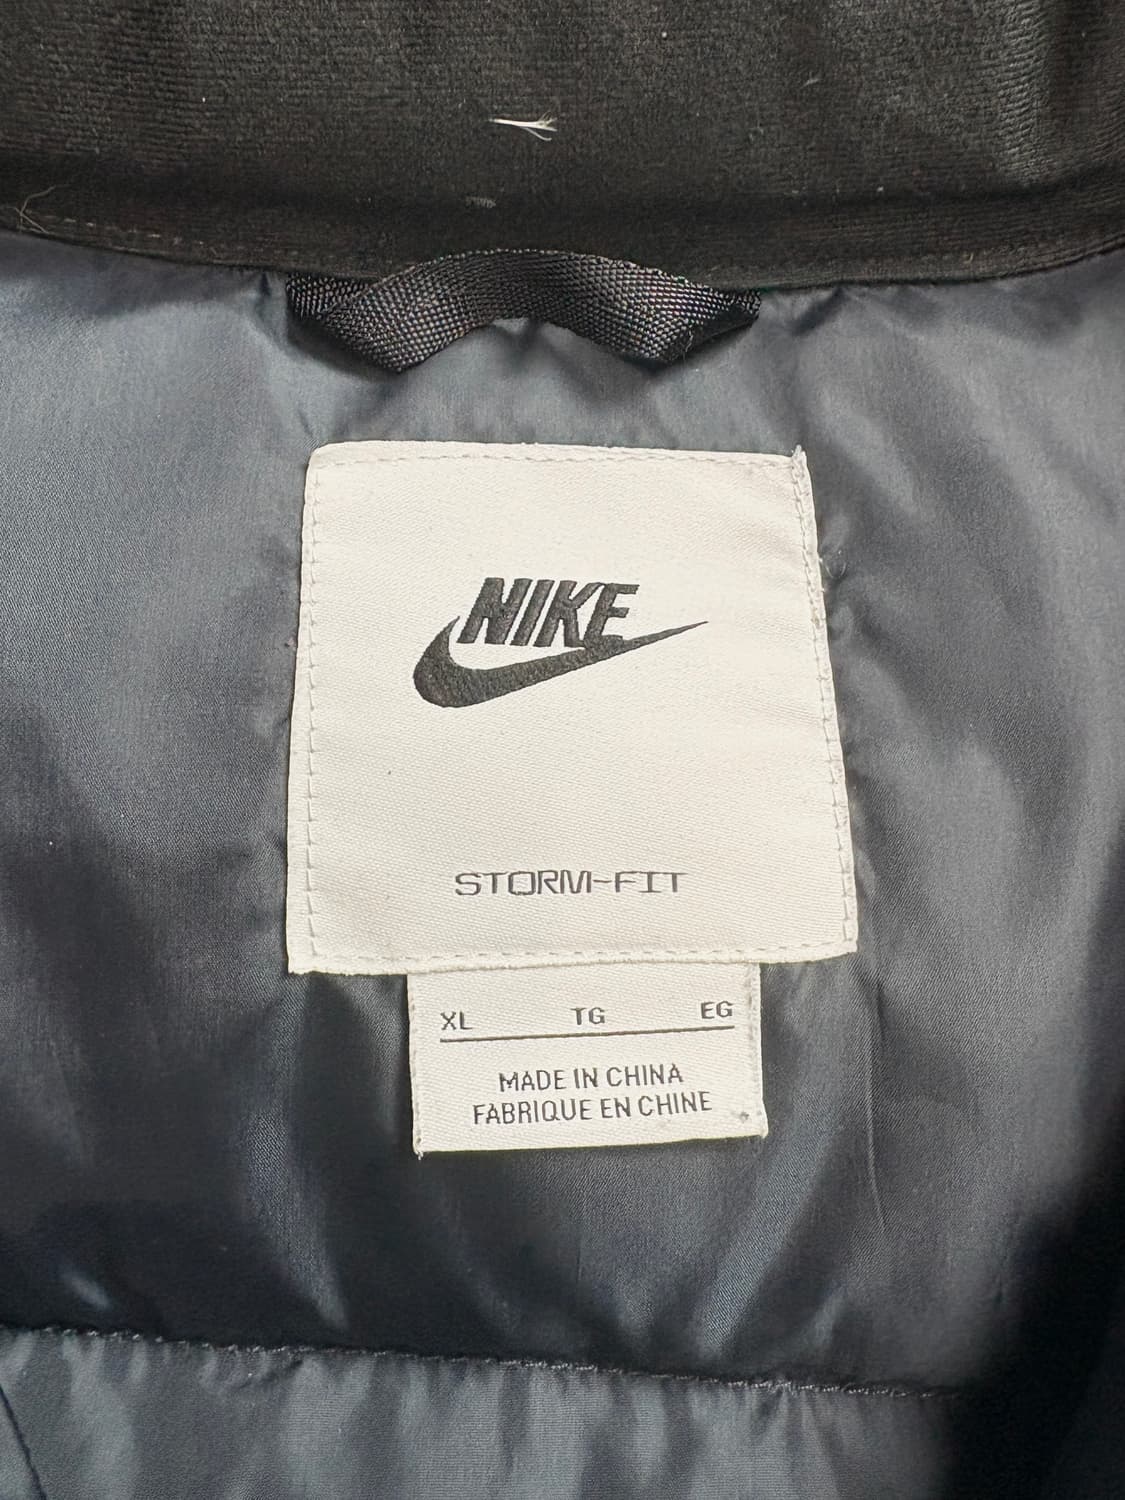 NIKE
STORM-FIT
XL TG EG
MADE IN CHINA
FABRIQUE EN CHINE